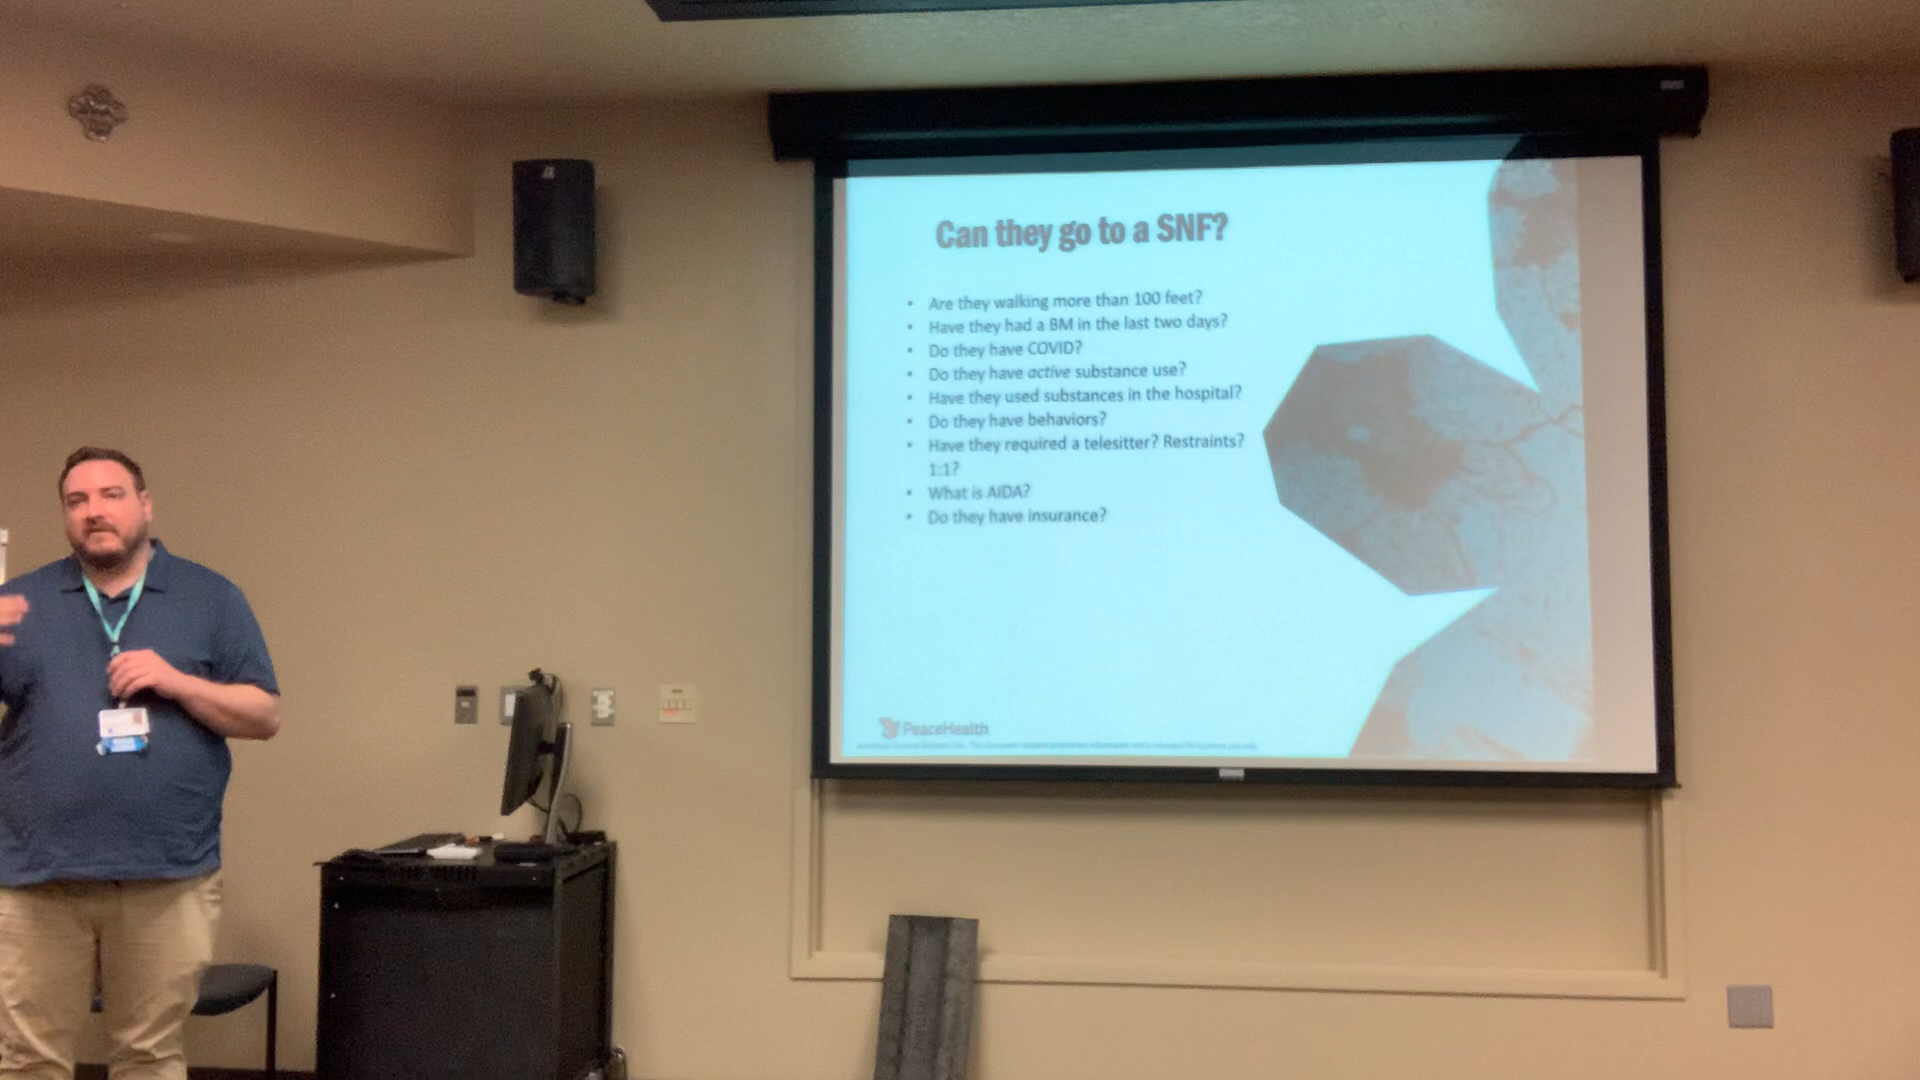 Can they go to a SNF?
• Are they walking more than 100 feet?
• Have they had a BM in the last two days?
• Do they have COVID?
• Do they have active substance use?
• Have they used substances in the hospital?
• Do they have behaviors?
• Have they required a telesitter? Restraints?
1:1?
• What is AIDA?
• Do they have insurance?
PeaceHealth